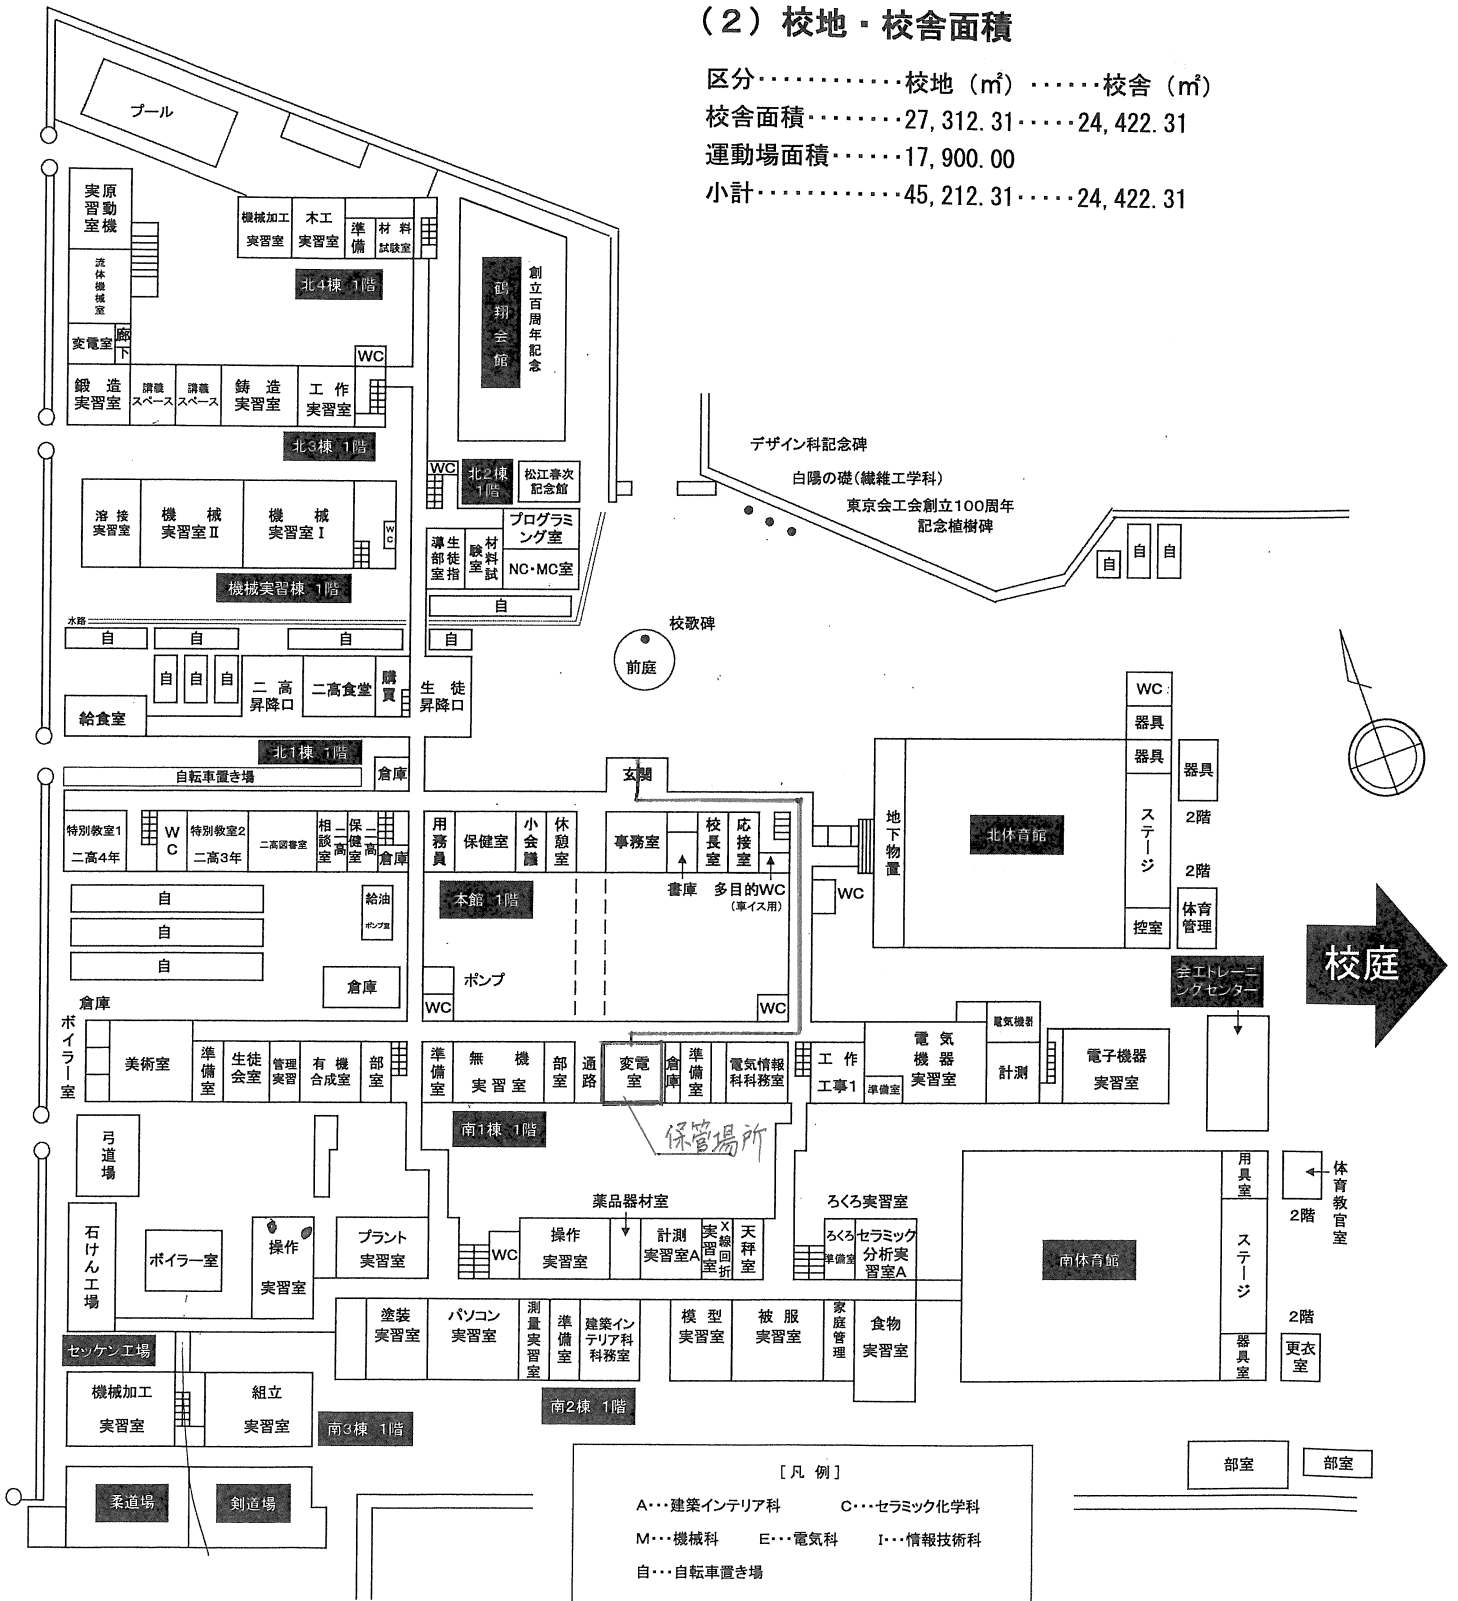 （２）校地・校舎面積
区分・・・・・・・・・・・・校地（㎡）・・・・・・校舎（㎡）
校舎面積・・・・・・・・27,312.31・・・・・24,422.31
運動場面積・・・・・・17,900.00
小計・・・・・・・・・・・・45,212.31・・・・・24,422.31
プール
原動機実習室
機械加工実習室
木工実習室
準備
材料試験室
流体機械室
北4棟 1階
鶴翔会館
創立百周年記念
変電室
廊下
WC
鍛造実習室
講義スペース
講義スペース
鋳造実習室
工作実習室
北3棟 1階
WC
北2棟 1階
松江春次記念館
デザイン科記念碑
白陽の礎(繊維工学科)
東京会工会創立100周年
記念植樹碑
溶接実習室
機械実習室Ⅱ
機械実習室Ⅰ
WC
生徒指導部室
材料試験室
プログラミング室
NC・MC室
自
自
自
機械実習棟 1階
自
水路
自
自
自
自
校歌碑
前庭
自
自
自
二高昇降口
二高食堂
購買
生徒昇降口
給食室
WC
器具
北1棟 1階
自転車置き場
倉庫
玄関
器具
器具
2階
特別教室1
二高4年
WC
特別教室2
二高3年
二高図書室
二高相談室
二高保健室
倉庫
用務員
保健室
小会議
休憩室
事務室
書庫
校長室
応接室
多目的WC
(車イス用)
地下物置
北体育館
ステージ
2階
体育管理
控室
WC
自
自
自
給油
ポンプ室
本館 1階
倉庫
ポンプ
WC
WC
校庭
会工トレーニングセンター
倉庫
ボイラー室
美術室
準備室
生徒会室
管理実習
有機合成室
部室
準備室
無機実習室
部室
通路
変電室
倉庫
準備室
電気情報科科務室
工作工事1
電気機器実習室
準備室
電気機器
計測
電子機器実習室
南1棟 1階
保管場所
弓道場
石けん工場
ボイラー室
操作実習室
プラント実習室
薬品器材室
WC
操作実習室
計測実習室A
X線回折実習室
天秤室
ろくろ実習室
ろくろ準備室
セラミック分析実習室A
用具室
体育教官室
2階
南体育館
ステージ
器具室
2階
更衣室
セッケン工場
塗装実習室
パソコン実習室
測量実習室
準備室
建築インテリア科科務室
模型実習室
被服実習室
家庭管理
食物実習室
機械加工実習室
組立実習室
南3棟 1階
南2棟 1階
柔道場
剣道場
部室
部室
［凡 例］
A・・・建築インテリア科
C・・・セラミック化学科
M・・・機械科
E・・・電気科
I・・・情報技術科
自・・・自転車置き場